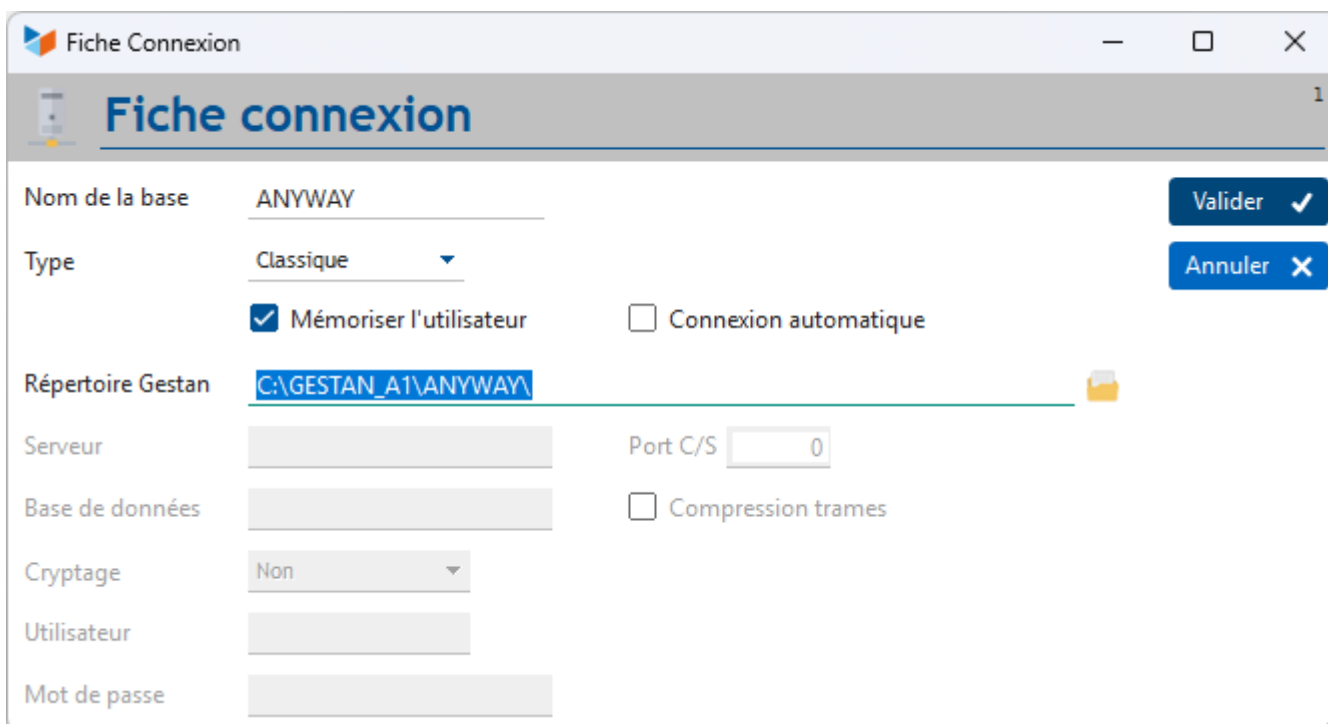 Fiche Connexion
Fiche connexion
1
Nom de la base ANYWAY
Valider
Type Classique
Annuler
Mémoriser l'utilisateur Connexion automatique
Répertoire Gestan C:\GESTAN_A1\ANYWAY\
Serveur Port C/S 0
Base de données Compression trames
Cryptage Non
Utilisateur
Mot de passe